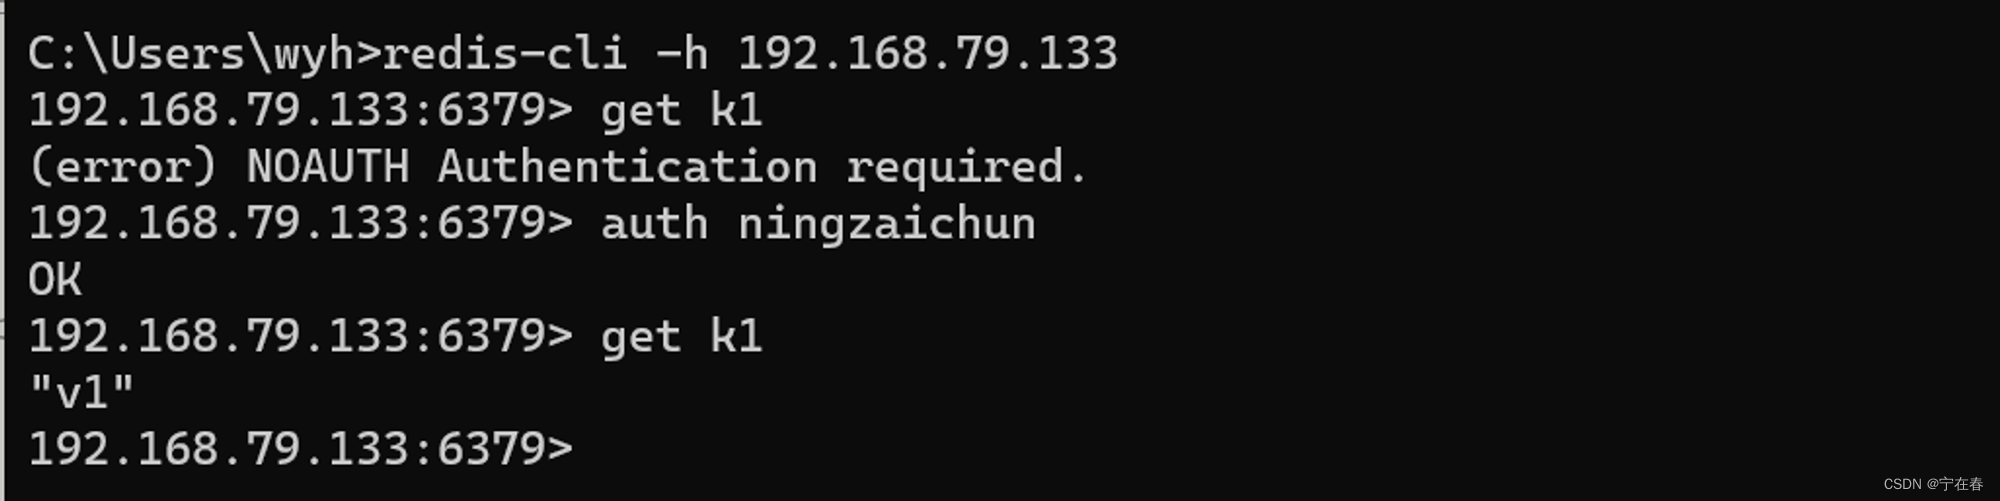 C:\Users\wyh>redis-cli -h 192.168.79.133
192.168.79.133:6379> get k1
(error) NOAUTH Authentication required.
192.168.79.133:6379> auth ningzaichun
OK
192.168.79.133:6379> get k1
"v1"
192.168.79.133:6379>
CSDN @宁在春